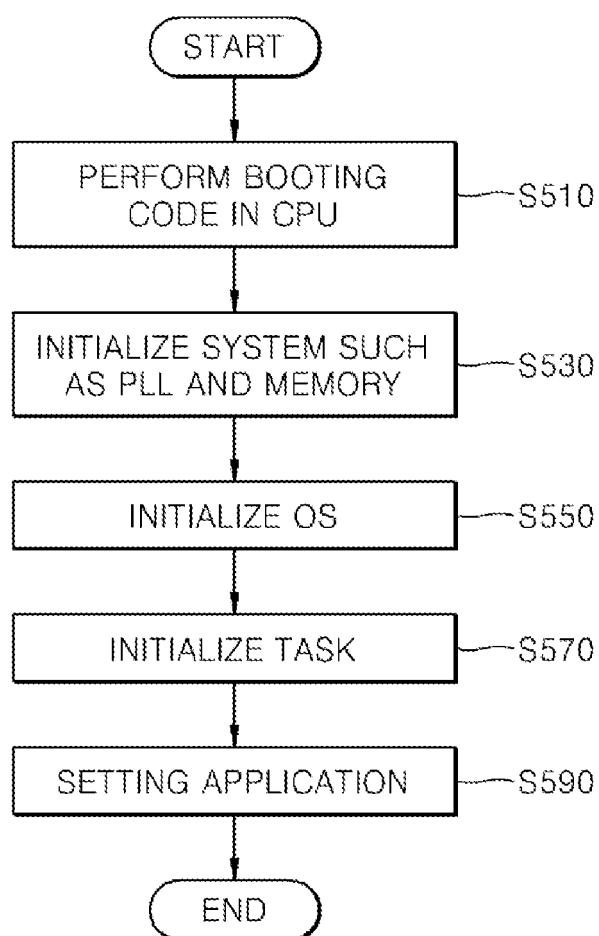 START
PERFORM BOOTING
CODE IN CPU
S510
INITIALIZE SYSTEM SUCH
AS PLL AND MEMORY
S530
INITIALIZE OS
S550
INITIALIZE TASK
S570
SETTING APPLICATION
S590
END